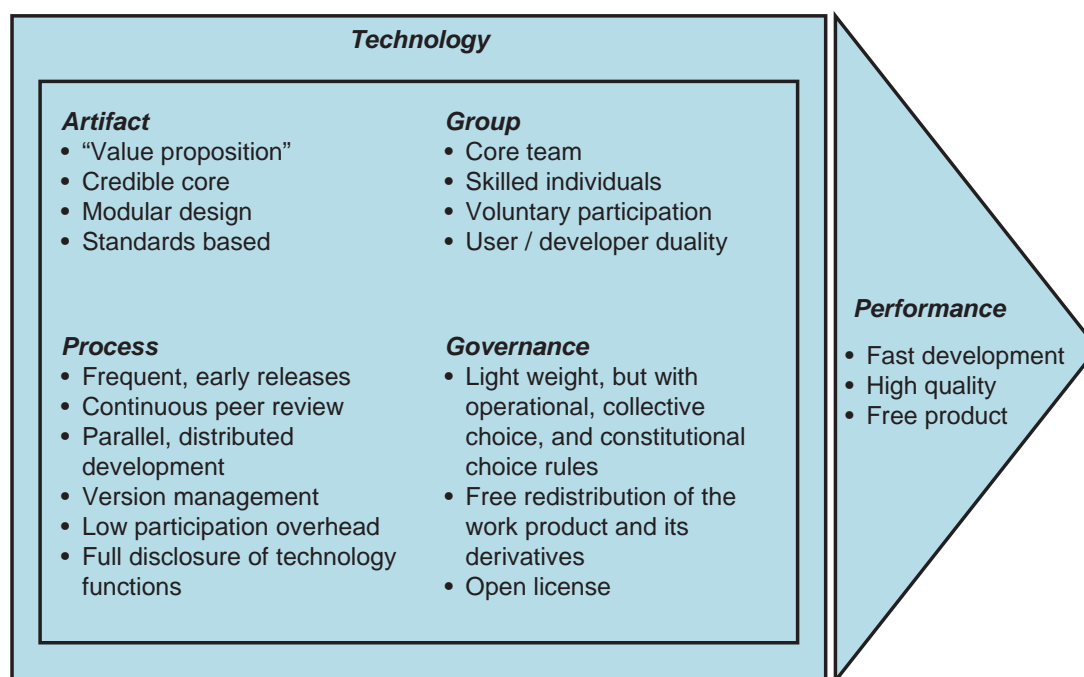 Technology
Artifact
• “Value proposition”
• Credible core
• Modular design
• Standards based
Group
• Core team
• Skilled individuals
• Voluntary participation
• User / developer duality
Process
• Frequent, early releases
• Continuous peer review
• Parallel, distributed
development
• Version management
• Low participation overhead
• Full disclosure of technology
functions
Governance
• Light weight, but with
operational, collective
choice, and constitutional
choice rules
• Free redistribution of the
work product and its
derivatives
• Open license
Performance
• Fast development
• High quality
• Free product